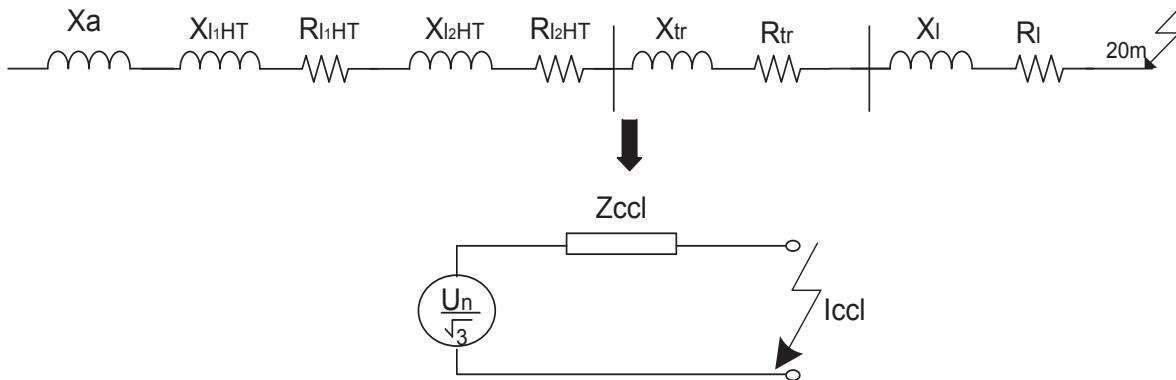 Xa Xl1HT Rl1HT Xl2HT Rl2HT Xtr Rtr Xl Rl
20m
Zccl
Un
√3
Iccl